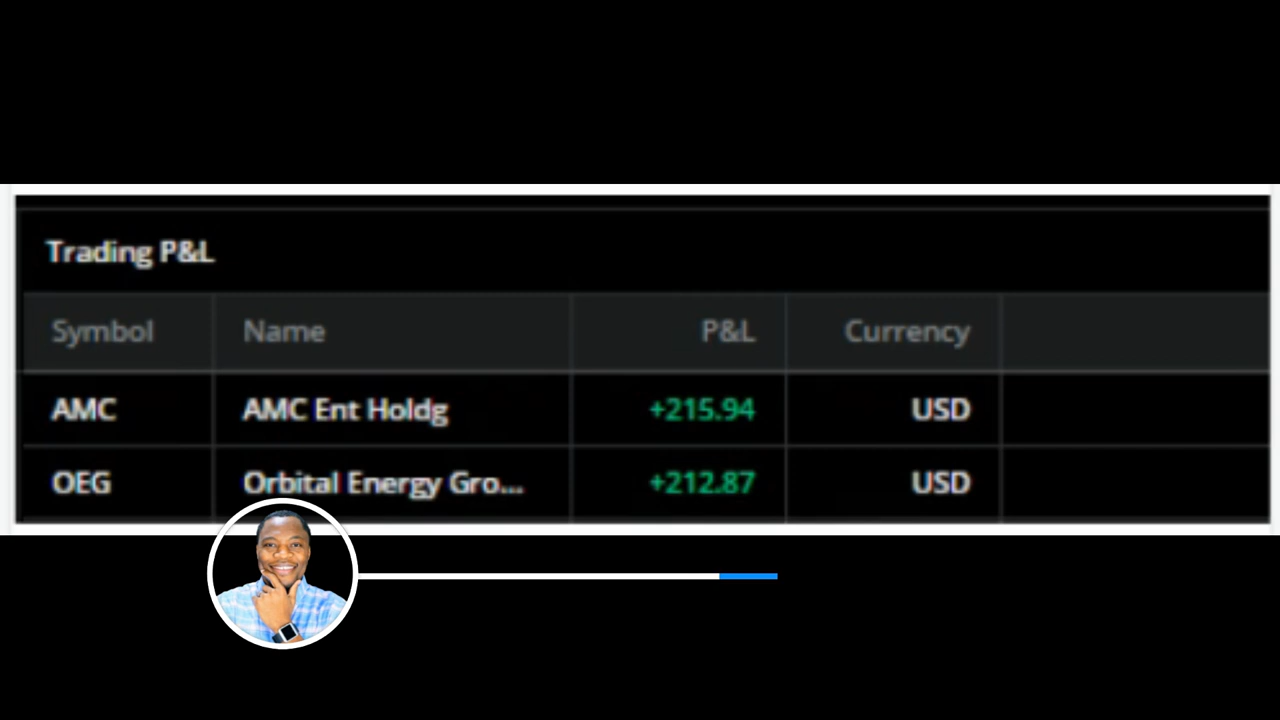 Trading P&L
Symbol Name P&L Currency
AMC AMC Ent Holdg +215.94 USD
OEG Orbital Energy Gro... +212.87 USD